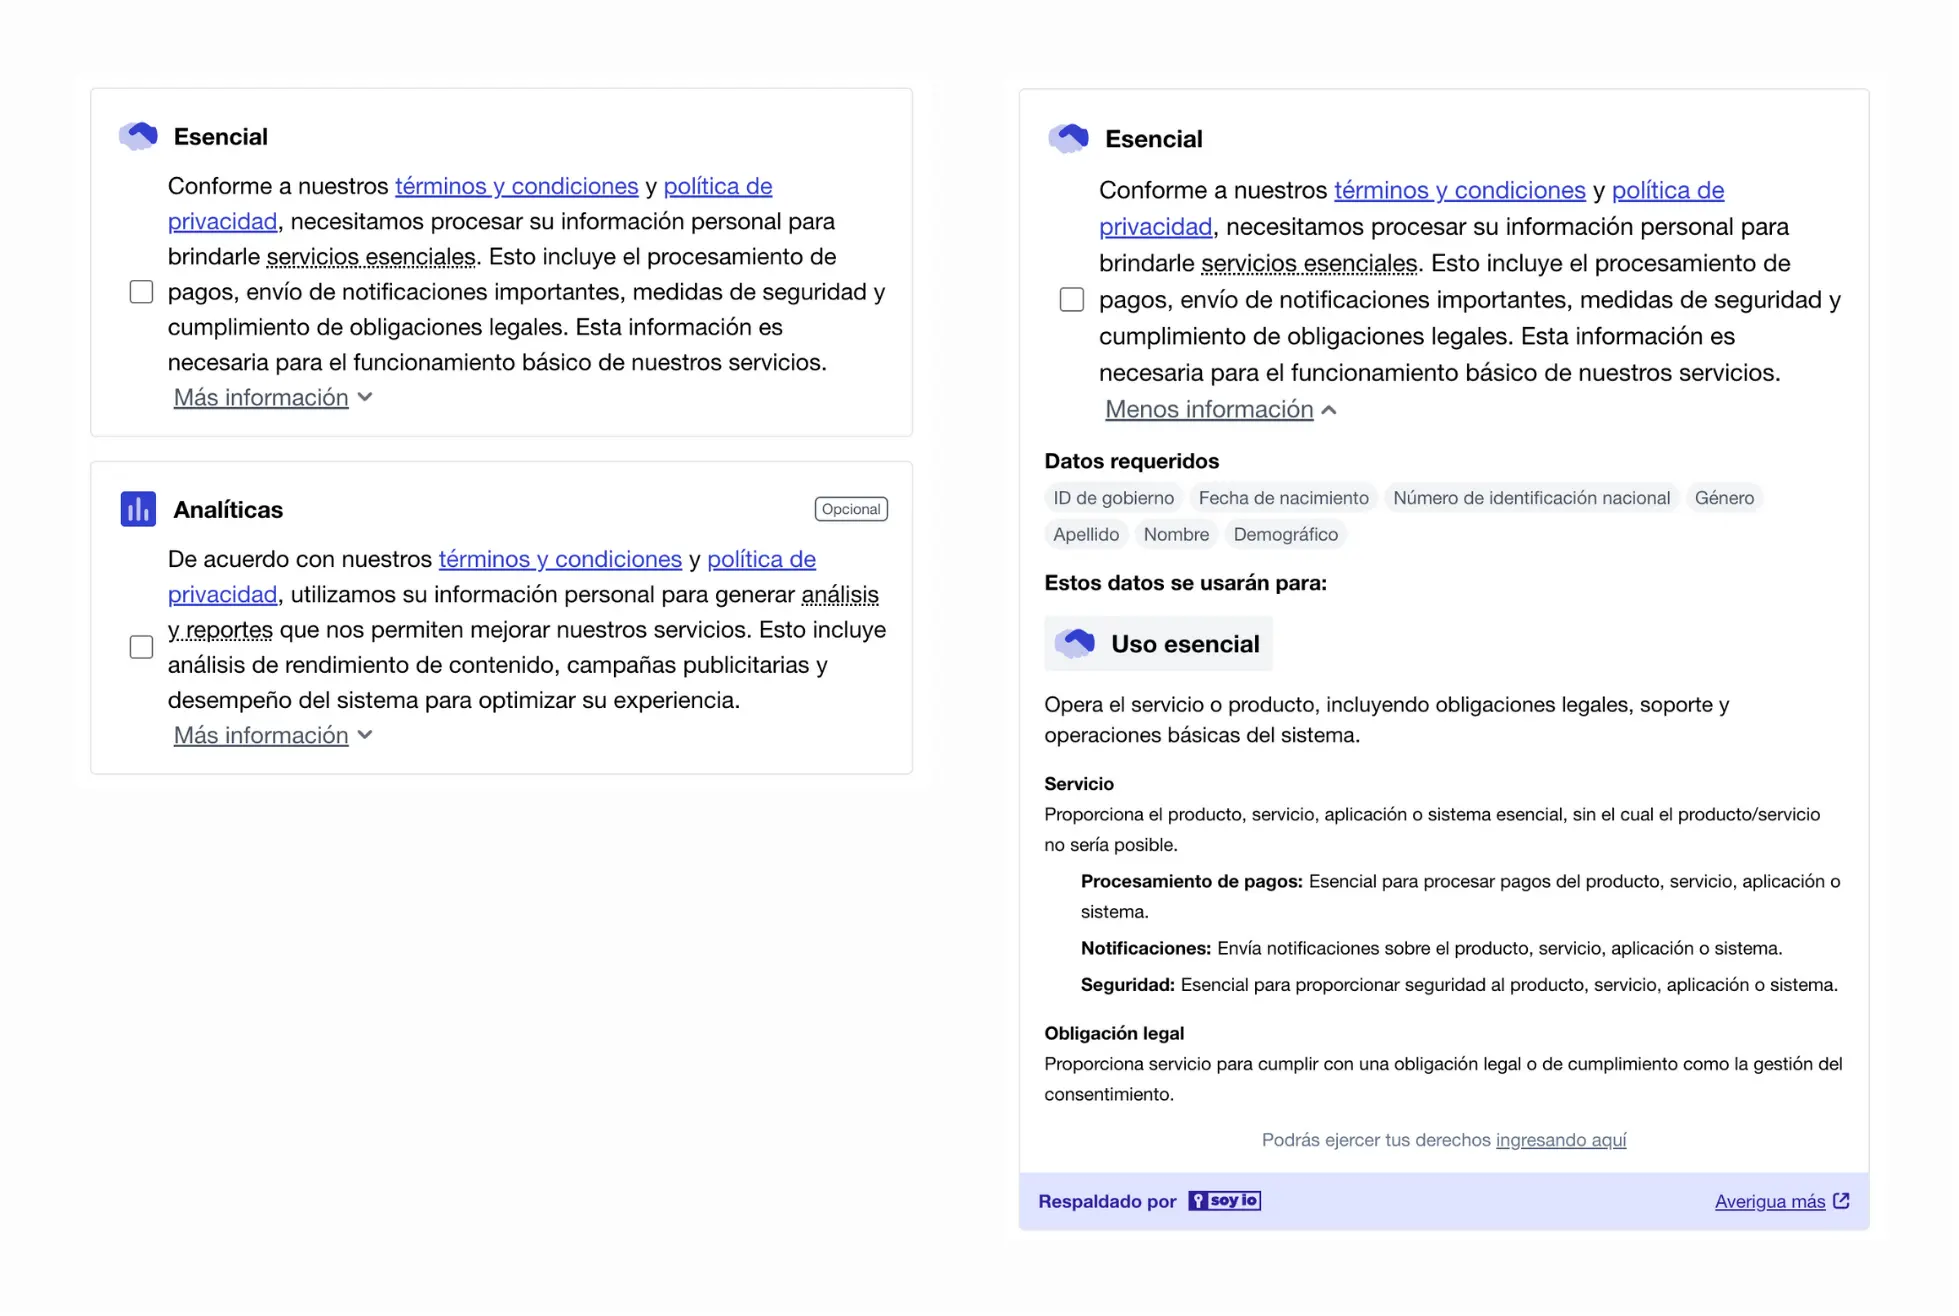 Esencial
Conforme a nuestros términos y condiciones y política de
privacidad, necesitamos procesar su información personal para
brindarle servicios esenciales. Esto incluye el procesamiento de
pagos, envío de notificaciones importantes, medidas de seguridad y
cumplimiento de obligaciones legales. Esta información es
necesaria para el funcionamiento básico de nuestros servicios.
Más información
Analíticas
Opcional
De acuerdo con nuestros términos y condiciones y política de
privacidad, utilizamos su información personal para generar análisis
y reportes que nos permiten mejorar nuestros servicios. Esto incluye
análisis de rendimiento de contenido, campañas publicitarias y
desempeño del sistema para optimizar su experiencia.
Más información
Esencial
Conforme a nuestros términos y condiciones y política de
privacidad, necesitamos procesar su información personal para
brindarle servicios esenciales. Esto incluye el procesamiento de
pagos, envío de notificaciones importantes, medidas de seguridad y
cumplimiento de obligaciones legales. Esta información es
necesaria para el funcionamiento básico de nuestros servicios.
Menos información
Datos requeridos
ID de gobierno Fecha de nacimiento Número de identificación nacional Género
Apellido Nombre Demográfico
Estos datos se usarán para:
Uso esencial
Opera el servicio o producto, incluyendo obligaciones legales, soporte y
operaciones básicas del sistema.
Servicio
Proporciona el producto, servicio, aplicación o sistema esencial, sin el cual el producto/servicio
no sería posible.
Procesamiento de pagos: Esencial para procesar pagos del producto, servicio, aplicación o
sistema.
Notificaciones: Envía notificaciones sobre el producto, servicio, aplicación o sistema.
Seguridad: Esencial para proporcionar seguridad al producto, servicio, aplicación o sistema.
Obligación legal
Proporciona servicio para cumplir con una obligación legal o de cumplimiento como la gestión del
consentimiento.
Podrás ejercer tus derechos ingresando aquí
Respaldado por soyio
Averigua más